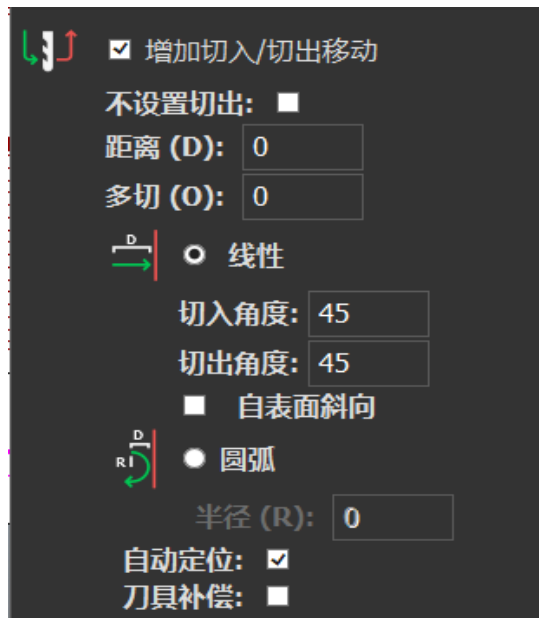 增加切入/切出移动
不设置切出:
距离 (D): 0
多切 (O): 0
D
线性
切入角度: 45
切出角度: 45
自表面斜向
D
R
圆弧
半径 (R): 0
自动定位:
刀具补偿: